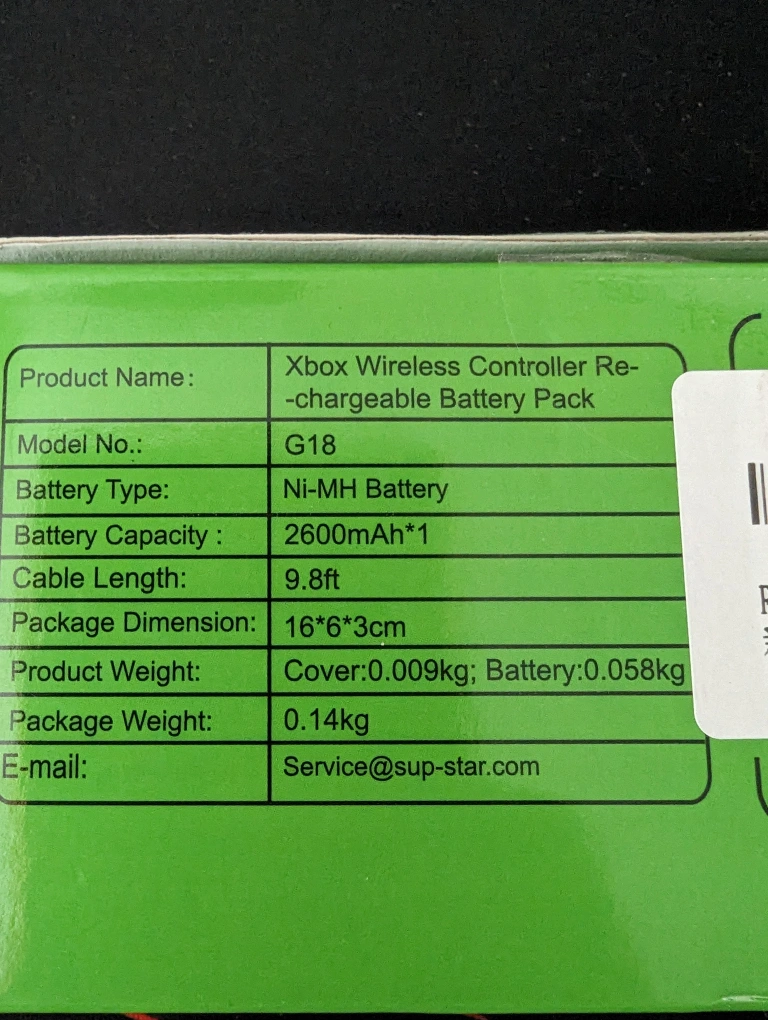 Product Name: Xbox Wireless Controller Re-
-chargeable Battery Pack
Model No.: G18
Battery Type: Ni-MH Battery
Battery Capacity : 2600mAh*1
Cable Length: 9.8ft
Package Dimension: 16*6*3cm
Product Weight: Cover:0.009kg; Battery:0.058kg
Package Weight: 0.14kg
E-mail: Service@sup-star.com